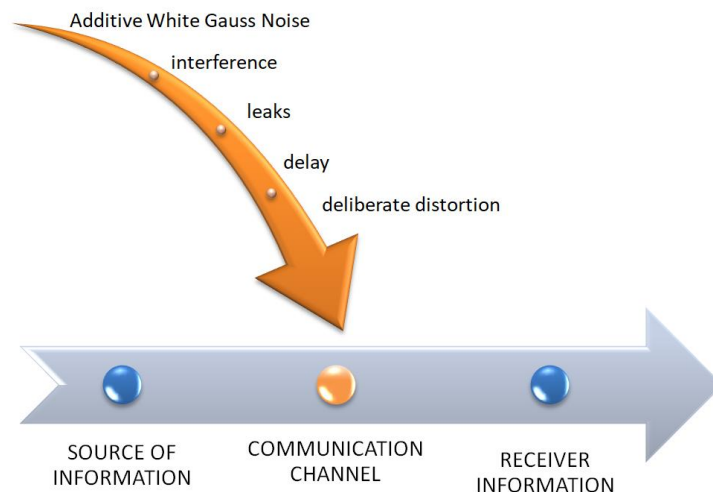 Additive White Gauss Noise
interference
leaks
delay
deliberate distortion
SOURCE OF
INFORMATION
COMMUNICATION
CHANNEL
RECEIVER
INFORMATION